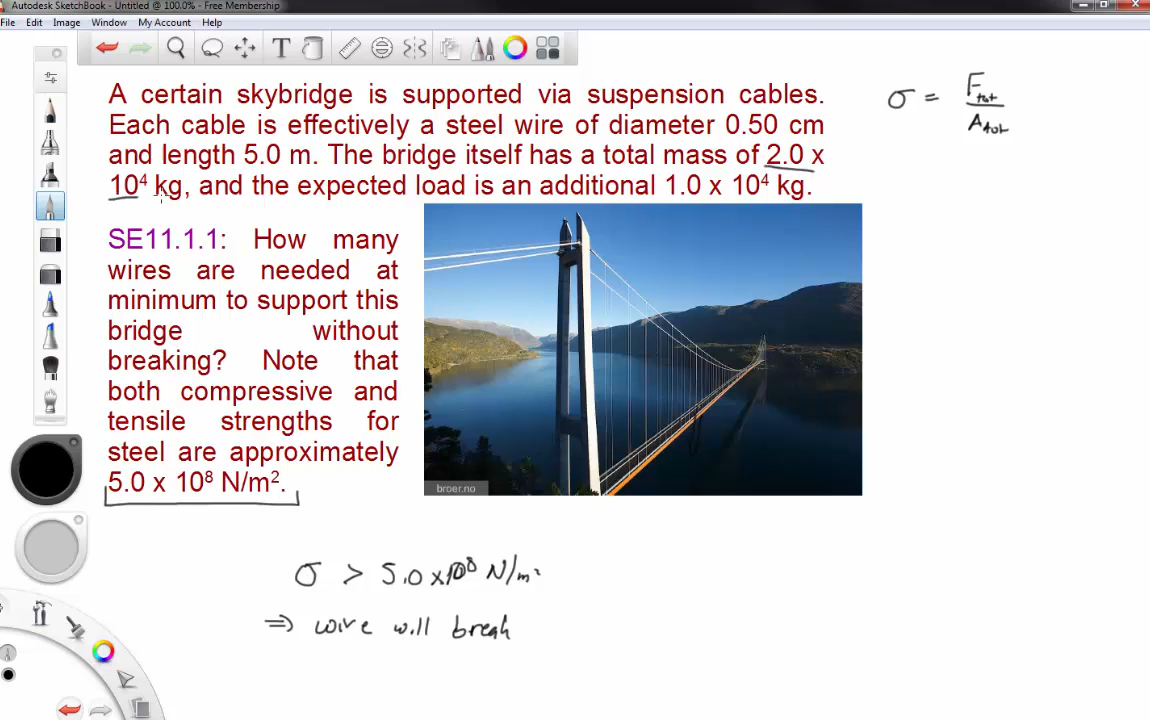 Autodesk SketchBook - Untitled @ 100.0% - Free Membership
File Edit Image Window My Account Help
A certain skybridge is supported via suspension cables.
Each cable is effectively a steel wire of diameter 0.50 cm
and length 5.0 m. The bridge itself has a total mass of 2.0 x
10⁴ kg, and the expected load is an additional 1.0 x 10⁴ kg.
σ = F_tot / A_tot
SE11.1.1: How many
wires are needed at
minimum to support this
bridge without
breaking? Note that
both compressive and
tensile strengths for
steel are approximately
5.0 x 10⁸ N/m².
broer.no
σ > 5.0x10⁸ N/m²
⇒ wire will break